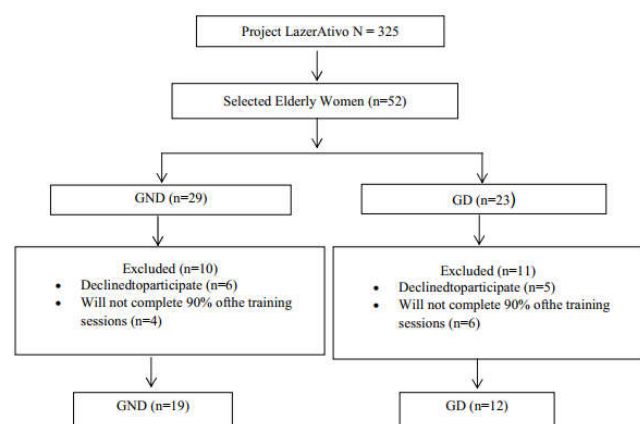 Project LazerAtivo N = 325
Selected Elderly Women (n=52)
GND (n=29)
GD (n=23)
Excluded (n=10)
• Declinedtoparticipate (n=6)
• Will not complete 90% ofthe training
sessions (n=4)
Excluded (n=11)
• Declinedtoparticipate (n=5)
• Will not complete 90% ofthe training
sessions (n=6)
GND (n=19)
GD (n=12)